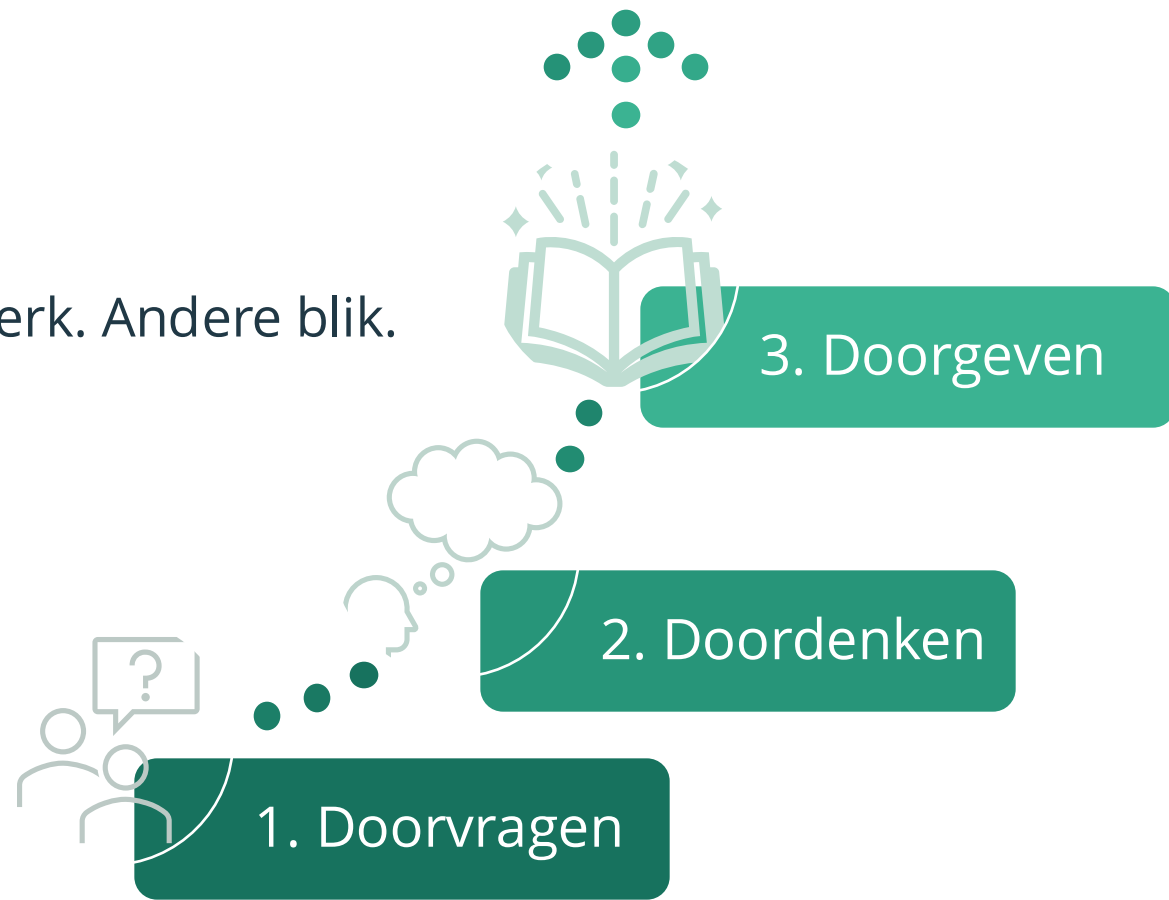 erk. Andere blik.
3. Doorgeven
2. Doordenken
?
1. Doorvragen